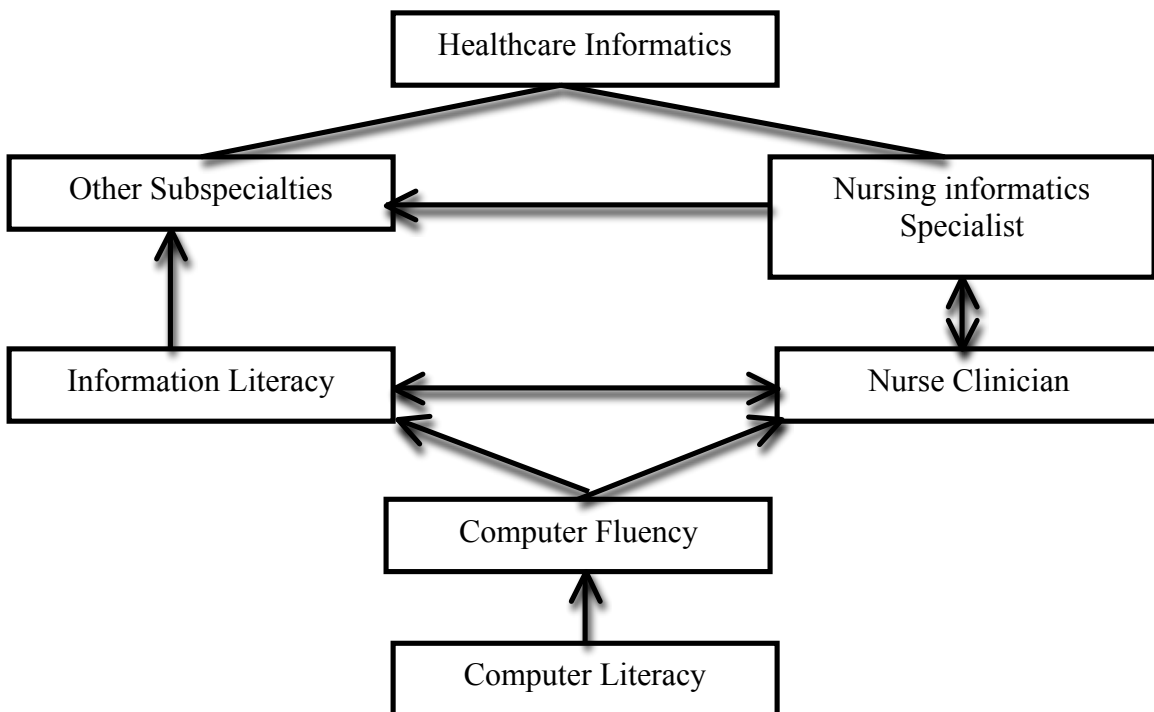 Healthcare Informatics
Other Subspecialties
Nursing informatics
Specialist
Information Literacy
Nurse Clinician
Computer Fluency
Computer Literacy